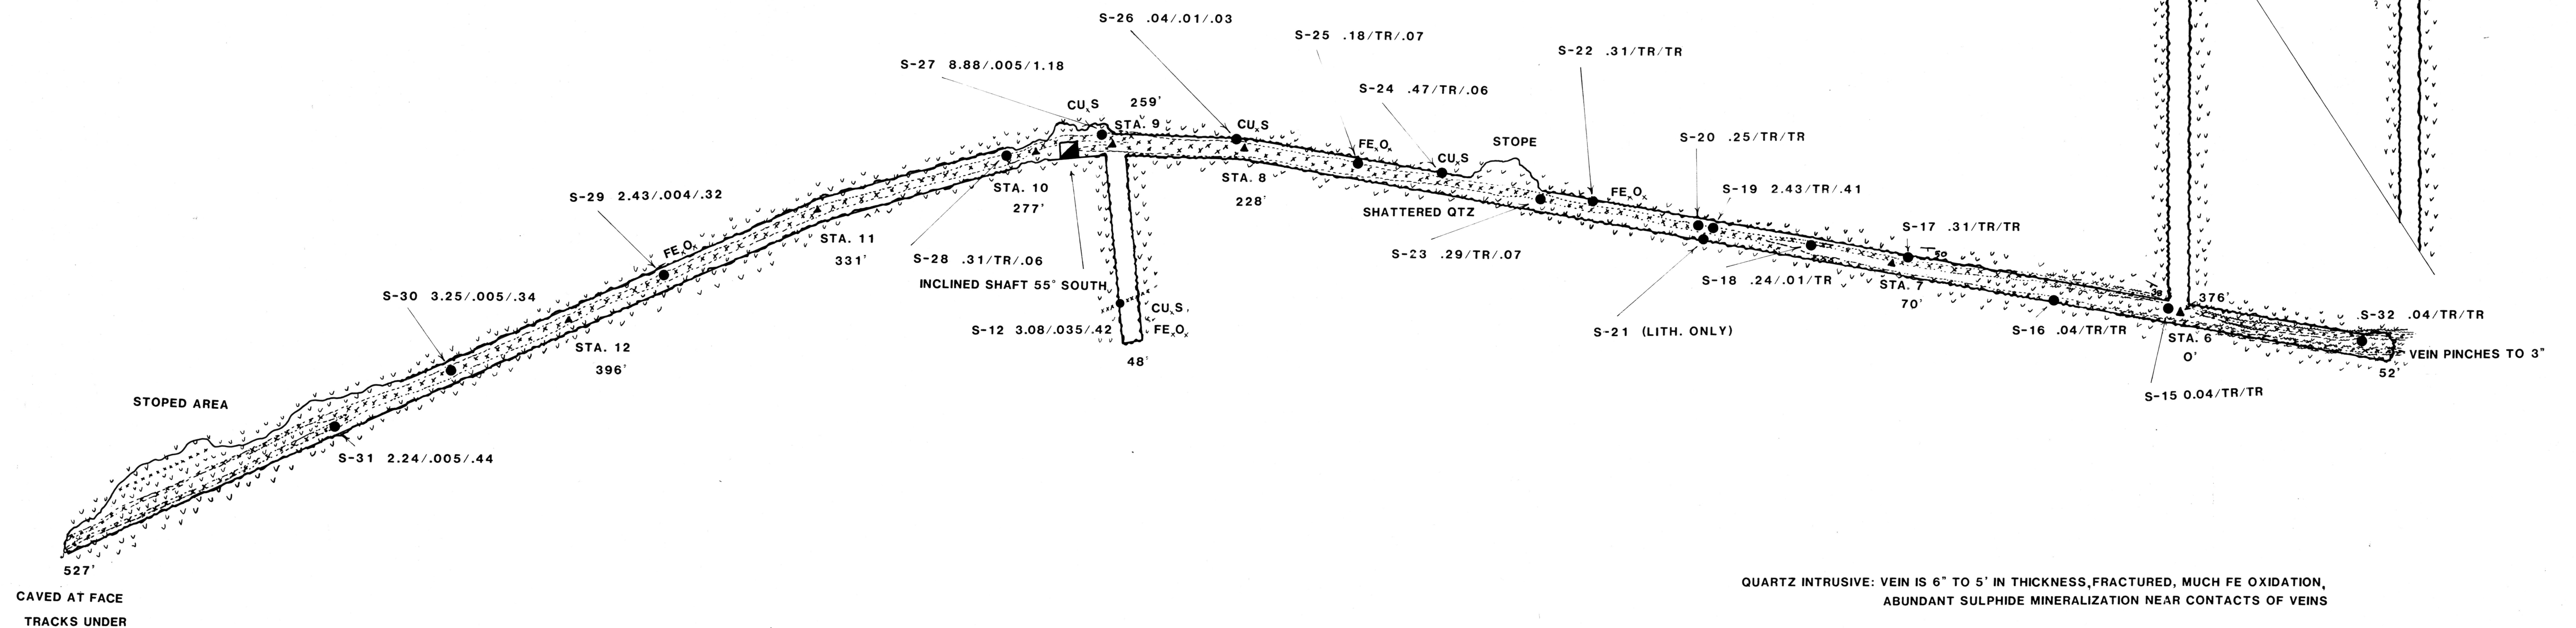 S-26 .04/.01/.03
S-25 .18/TR/.07
S-22 .31/TR/TR
S-27 8.88/.005/1.18
S-24 .47/TR/.06
CUxS 259'
STA. 9
CUxS
FExOx
CUxS
STOPE
S-20 .25/TR/TR
STA. 10
277'
STA. 8
228'
S-29 2.43/.004/.32
FExOx
S-19 2.43/TR/.41
SHATTERED QTZ
S-17 .31/TR/TR
50
STA. 11
331'
FExOx
S-28 .31/TR/.06
S-23 .29/TR/.07
INCLINED SHAFT 55° SOUTH
S-18 .24/.01/TR
STA. 7
70'
S-30 3.25/.005/.34
CUxS
FExOx
S-12 3.08/.035/.42
48'
S-21 (LITH. ONLY)
S-16 .04/TR/TR
376'
S-32 .04/TR/TR
STA. 6
0'
VEIN PINCHES TO 3"
52'
STA. 12
396'
S-15 0.04/TR/TR
STOPED AREA
S-31 2.24/.005/.44
527'
CAVED AT FACE
TRACKS UNDER
QUARTZ INTRUSIVE: VEIN IS 6" TO 5' IN THICKNESS, FRACTURED, MUCH FE OXIDATION,
ABUNDANT SULPHIDE MINERALIZATION NEAR CONTACTS OF VEINS